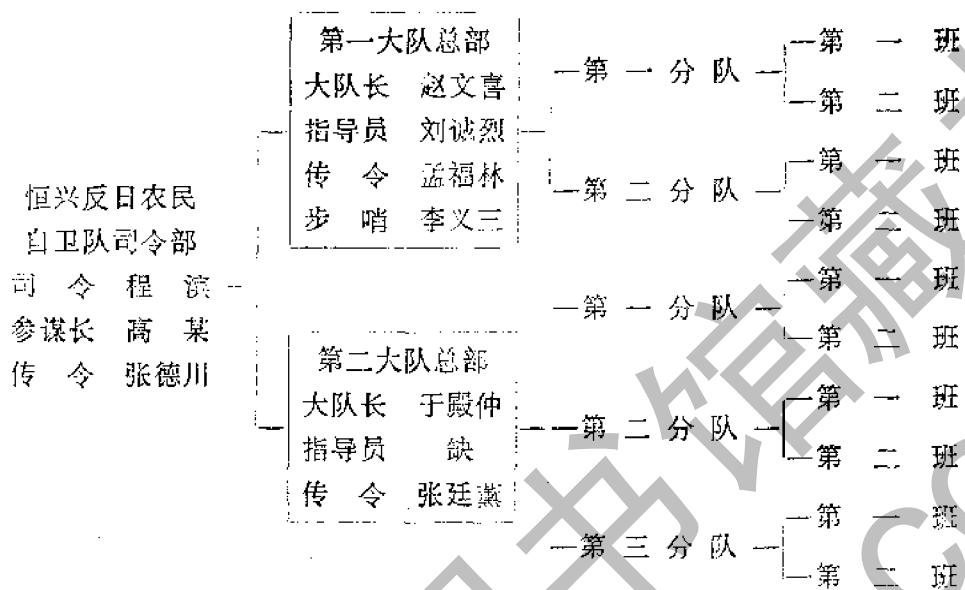 恒兴反日农民
自卫队司令部
司 令 程 滨
参谋长 高 某
传 令 张德川
第一大队总部
大队长 赵文喜
指导员 刘诚烈
传 令 孟福林
步 哨 李义三
第二大队总部
大队长 于殿仲
指导员 缺
传 令 张廷薰
第 一 分 队
第 一 班
第 二 班
第 二 分 队
第 一 班
第 二 班
第 一 分 队
第 一 班
第 二 班
第 二 分 队
第 一 班
第 二 班
第 三 分 队
第 一 班
第 二 班
书馆藏